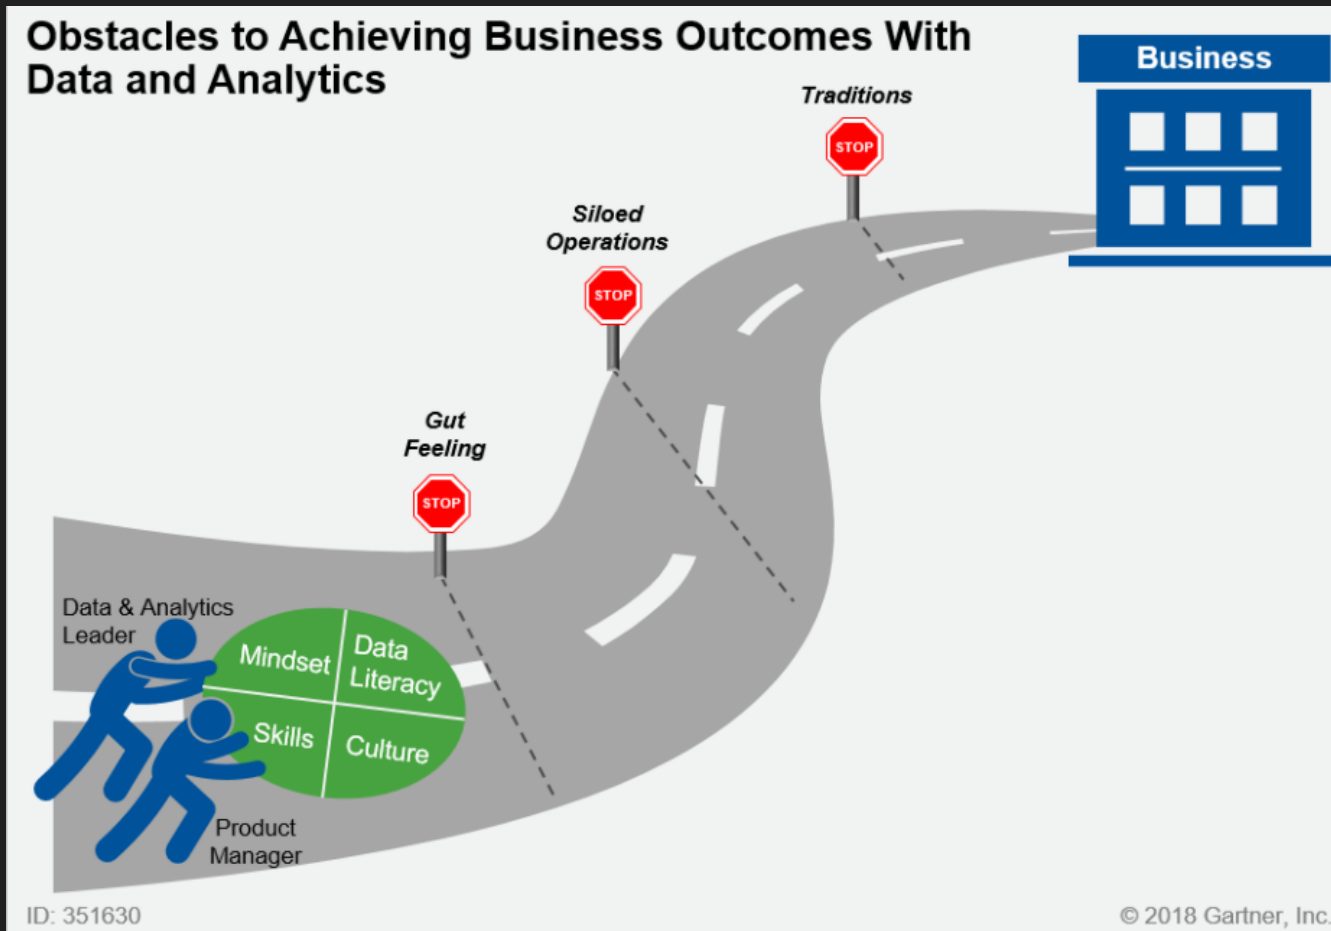 Obstacles to Achieving Business Outcomes With
Data and Analytics
Business
Traditions
STOP
Siloed
Operations
STOP
Gut
Feeling
STOP
Data & Analytics
Leader
Mindset
Data
Literacy
Skills
Culture
Product
Manager
ID: 351630
© 2018 Gartner, Inc.